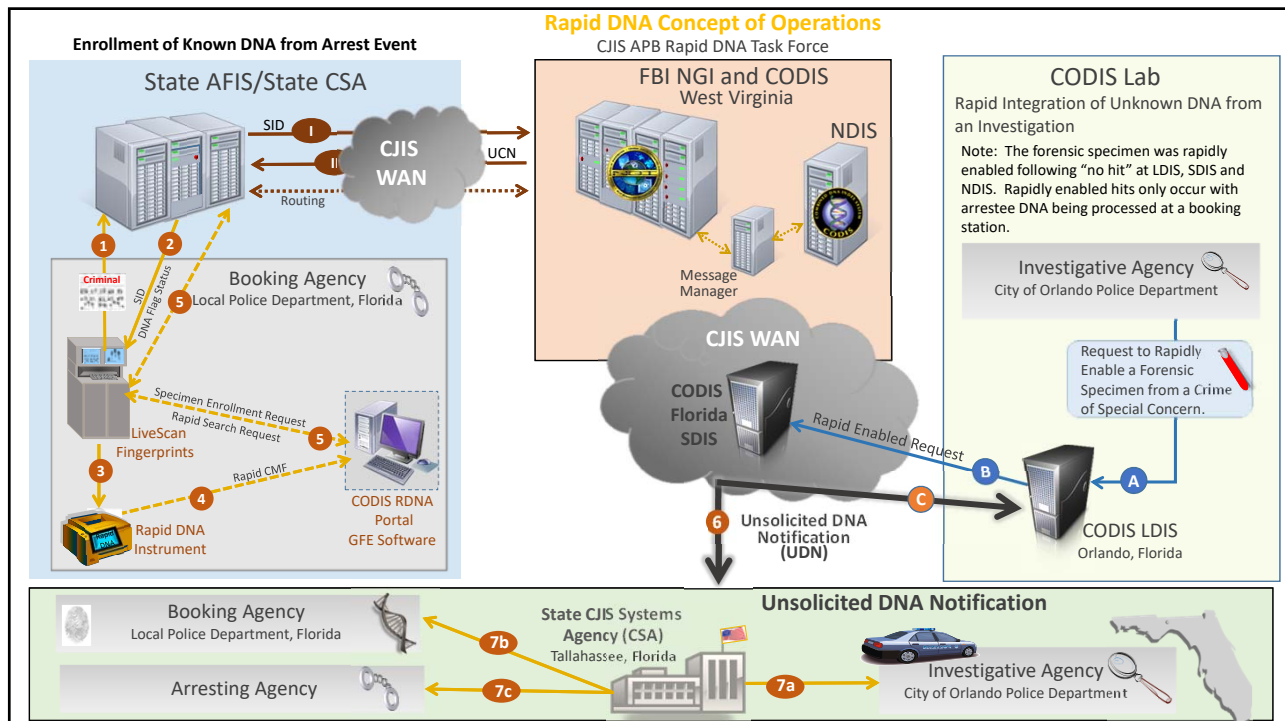 Rapid DNA Concept of Operations
CJIS APB Rapid DNA Task Force
Enrollment of Known DNA from Arrest Event
State AFIS/State CSA
SID
I
II
UCN
Routing
CJIS
WAN
1
2
Criminal
SID
DNA Flag Status
5
Booking Agency
Local Police Department, Florida
LiveScan
Fingerprints
Specimen Enrollment Request
Rapid Search Request
5
3
Rapid CMF
4
Rapid DNA
Instrument
CODIS RDNA
Portal
GFE Software
FBI NGI and CODIS
West Virginia
NDIS
CODIS
Message
Manager
CJIS WAN
CODIS
Florida
SDIS
Rapid Enabled Request
B
C
6
Unsolicited DNA
Notification
(UDN)
CODIS Lab
Rapid Integration of Unknown DNA from
an Investigation
Note: The forensic specimen was rapidly
enabled following “no hit” at LDIS, SDIS and
NDIS. Rapidly enabled hits only occur with
arrestee DNA being processed at a booking
station.
Investigative Agency
City of Orlando Police Department
Request to Rapidly
Enable a Forensic
Specimen from a Crime
of Special Concern.
A
CODIS LDIS
Orlando, Florida
Unsolicited DNA Notification
Booking Agency
Local Police Department, Florida
7b
State CJIS Systems
Agency (CSA)
Tallahassee, Florida
Arresting Agency
7c
7a
Investigative Agency
City of Orlando Police Department